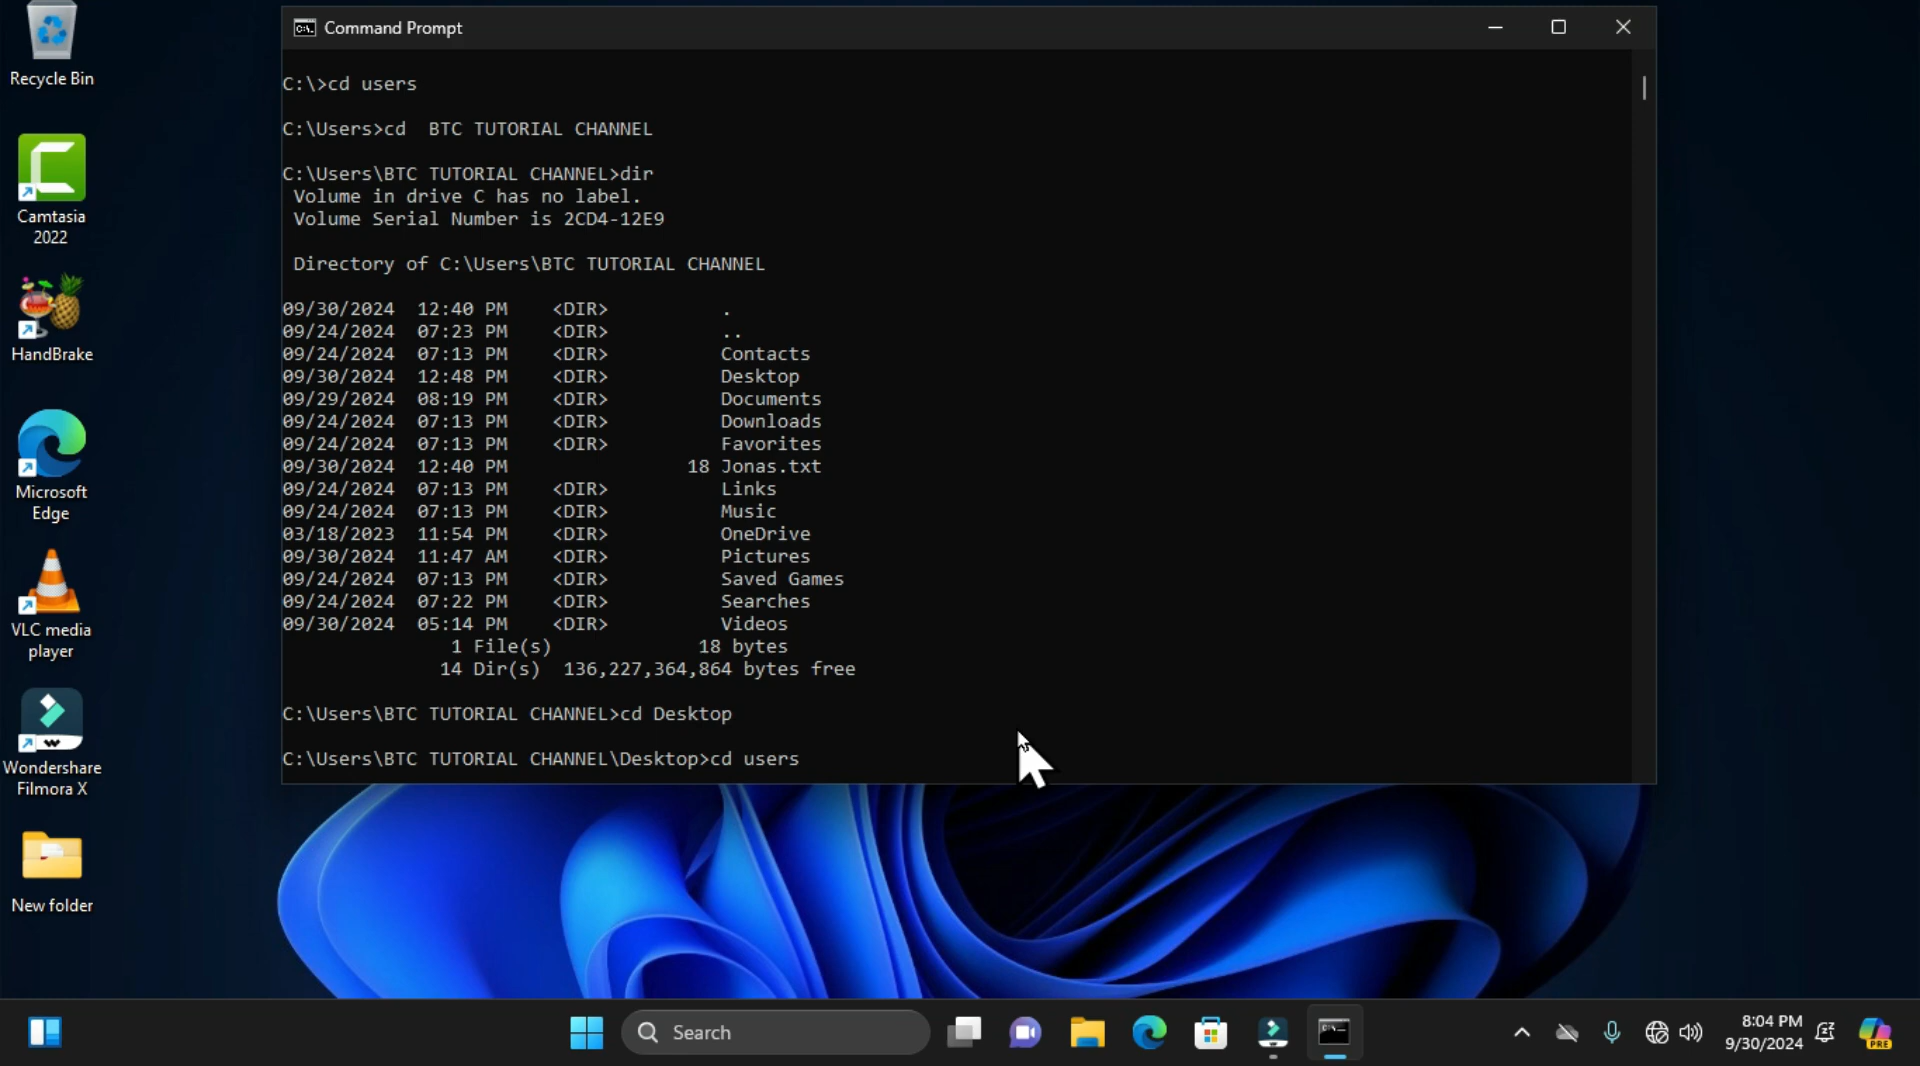 Recycle Bin
Camtasia
2022
HandBrake
Microsoft
Edge
VLC media
player
Wondershare
Filmora X
New folder
Command Prompt
C:\>cd users
C:\Users>cd  BTC TUTORIAL CHANNEL
C:\Users\BTC TUTORIAL CHANNEL>dir
Volume in drive C has no label.
Volume Serial Number is 2CD4-12E9
Directory of C:\Users\BTC TUTORIAL CHANNEL
09/30/2024  12:40 PM    <DIR>          .
09/24/2024  07:23 PM    <DIR>          ..
09/24/2024  07:13 PM    <DIR>          Contacts
09/30/2024  12:48 PM    <DIR>          Desktop
09/29/2024  08:19 PM    <DIR>          Documents
09/24/2024  07:13 PM    <DIR>          Downloads
09/24/2024  07:13 PM    <DIR>          Favorites
09/30/2024  12:40 PM                18 Jonas.txt
09/24/2024  07:13 PM    <DIR>          Links
09/24/2024  07:13 PM    <DIR>          Music
03/18/2023  11:54 PM    <DIR>          OneDrive
09/30/2024  11:47 AM    <DIR>          Pictures
09/24/2024  07:13 PM    <DIR>          Saved Games
09/24/2024  07:22 PM    <DIR>          Searches
09/30/2024  05:14 PM    <DIR>          Videos
1 File(s)             18 bytes
14 Dir(s)  136,227,364,864 bytes free
C:\Users\BTC TUTORIAL CHANNEL>cd Desktop
C:\Users\BTC TUTORIAL CHANNEL\Desktop>cd users
Search
8:04 PM
9/30/2024
PRE